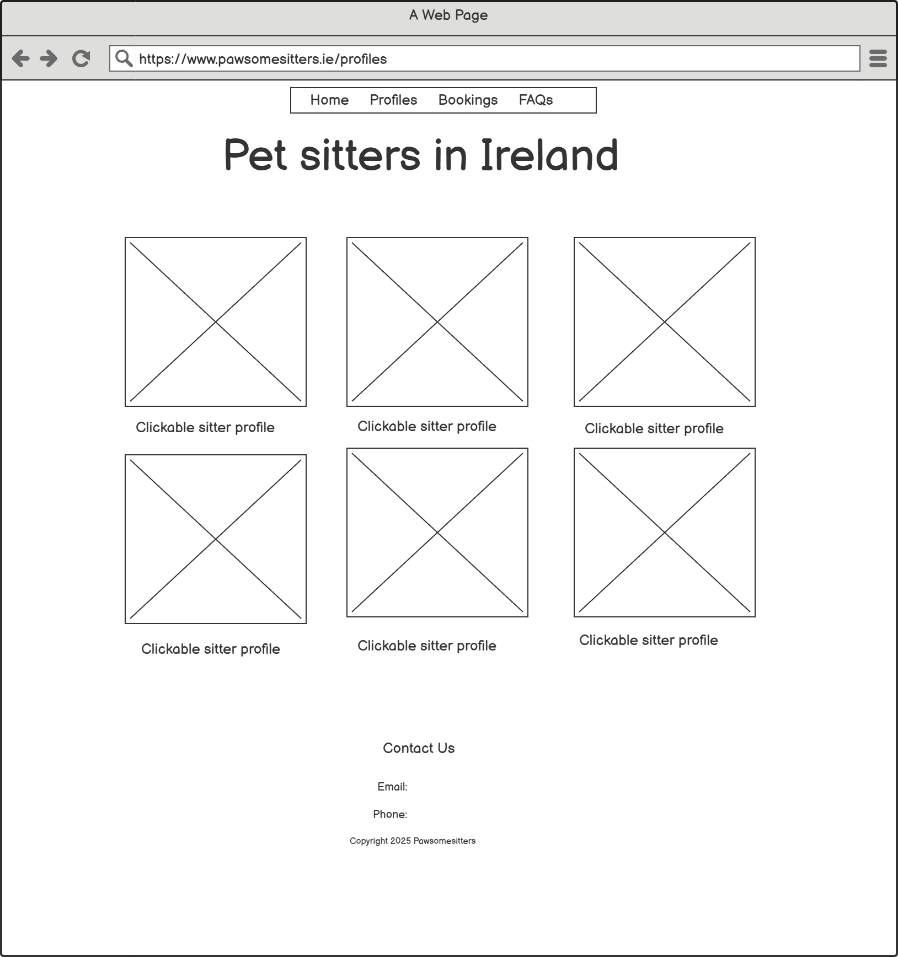 A Web Page
https://www.pawsomesitters.ie/profiles
Home Profiles Bookings FAQs
Pet sitters in Ireland
Clickable sitter profile
Clickable sitter profile
Clickable sitter profile
Clickable sitter profile
Clickable sitter profile
Clickable sitter profile
Contact Us
Email:
Phone:
Copyright 2025 Pawsomesitters